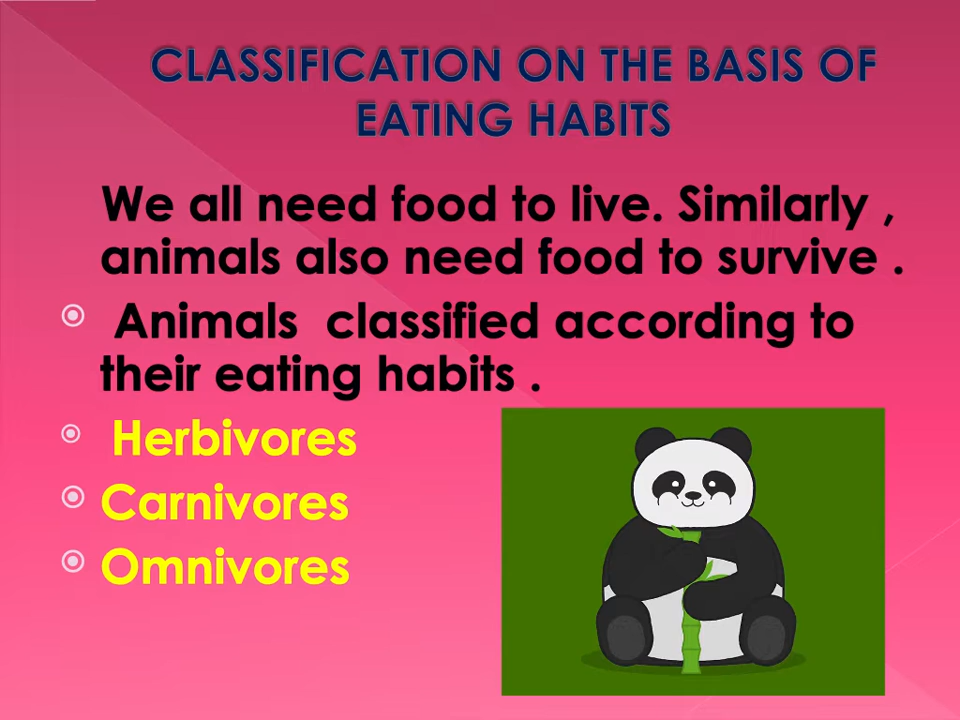 CLASSIFICATION ON THE BASIS OF
EATING HABITS
We all need food to live. Similarly ,
animals also need food to survive .
Animals classified according to
their eating habits .
Herbivores
Carnivores
Omnivores